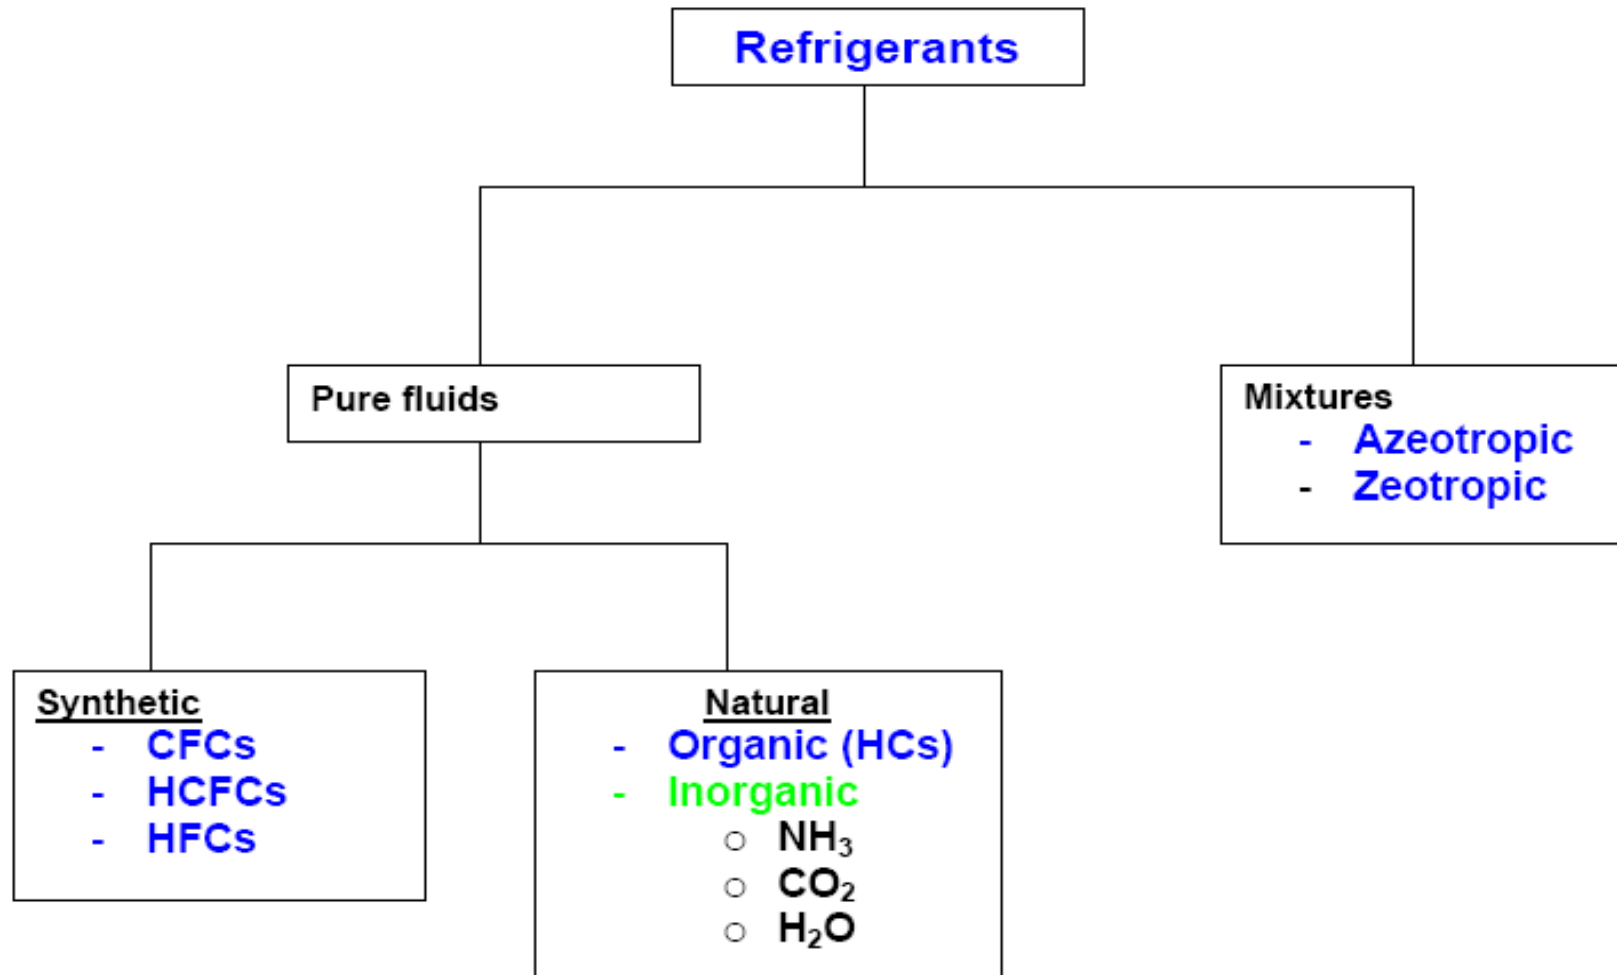 Refrigerants
Pure fluids
Mixtures
- Azeotropic
- Zeotropic
Synthetic
- CFCs
- HCFCs
- HFCs
Natural
- Organic (HCs)
- Inorganic
○ NH₃
○ CO₂
○ H₂O